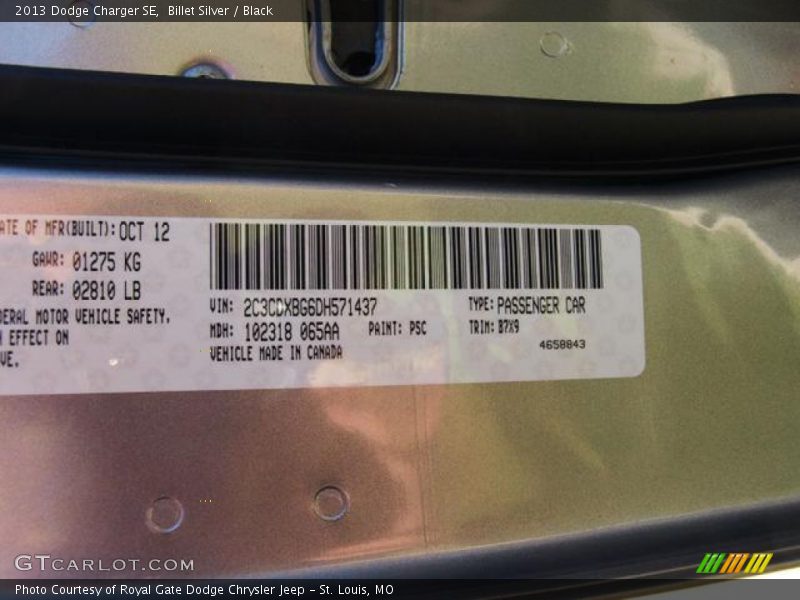 2013 Dodge Charger SE, Billet Silver / Black
ATE OF MFR(BUILT): OCT 12
GAWR: 01275 KG
REAR: 02810 LB
DERAL MOTOR VEHICLE SAFETY.
EFFECT ON
VE.
VIN: 2C3CDXBG6DH571437
TYPE: PASSENGER CAR
MDH: 102318 065AA
PAINT: PSC
TRIM: B7X9
VEHICLE MADE IN CANADA
4658843
GTCARLOT.COM
Photo Courtesy of Royal Gate Dodge Chrysler Jeep – St. Louis, MO